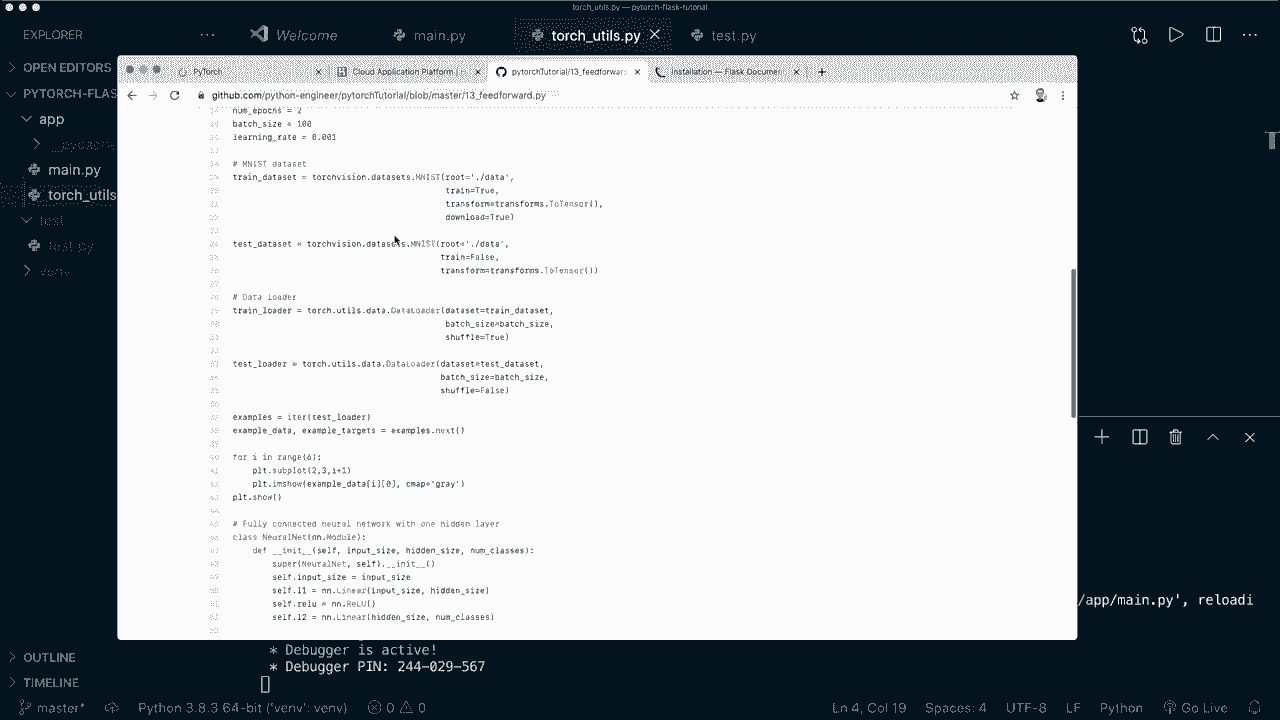 torch_utils.py — pytorch-flask-tutorial
EXPLORER
Welcome
main.py
torch_utils.py
test.py
OPEN EDITORS
PYTORCH-FLAS
app
main.py
torch_utils
test
test.py
venv
PyTorch
Cloud Application Platform |
pytorchTutorial/13_feedforwar
Installation — Flask Documen
github.com/python-engineer/pytorchTutorial/blob/master/13_feedforward.py
num_epochs = 2
batch_size = 100
learning_rate = 0.001
# MNIST dataset
train_dataset = torchvision.datasets.MNIST(root='./data',
train=True,
transform=transforms.ToTensor(),
download=True)
test_dataset = torchvision.datasets.MNIST(root='./data',
train=False,
transform=transforms.ToTensor())
# Data loader
train_loader = torch.utils.data.DataLoader(dataset=train_dataset,
batch_size=batch_size,
shuffle=True)
test_loader = torch.utils.data.DataLoader(dataset=test_dataset,
batch_size=batch_size,
shuffle=False)
examples = iter(test_loader)
example_data, example_targets = examples.next()
for i in range(6):
plt.subplot(2,3,i+1)
plt.imshow(example_data[i][0], cmap='gray')
plt.show()
# Fully connected neural network with one hidden layer
class NeuralNet(nn.Module):
def __init__(self, input_size, hidden_size, num_classes):
super(NeuralNet, self).__init__()
self.input_size = input_size
self.l1 = nn.Linear(input_size, hidden_size)
self.relu = nn.ReLU()
self.l2 = nn.Linear(hidden_size, num_classes)
/app/main.py', reloadi
* Debugger is active!
* Debugger PIN: 244-029-567
OUTLINE
TIMELINE
master*
Python 3.8.3 64-bit ('venv': venv)
0
0
Ln 4, Col 19
Spaces: 4
UTF-8
LF
Python
Go Live